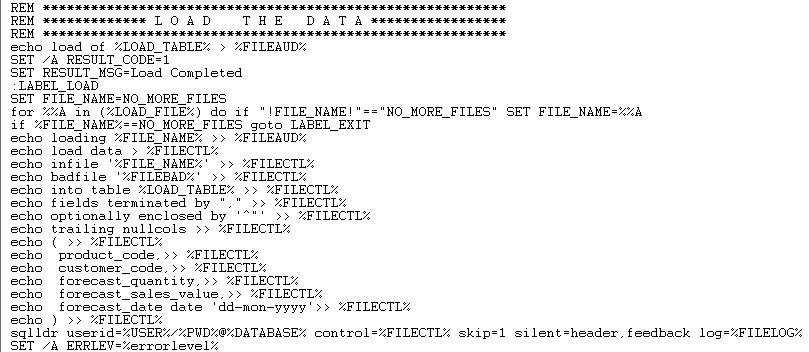 REM ***************************************************
REM ************** L O A D   T H E  D A T A ***************
REM ***************************************************
echo load of %LOAD_TABLE% > %FILEAUD%
SET /A RESULT_CODE=1
SET RESULT_MSG=Load Completed
:LABEL_LOAD
SET FILE_NAME=NO_MORE_FILES
for %%A in (%LOAD_FILE%) do if "!FILE_NAME!"=="NO_MORE_FILES" SET FILE_NAME=%%A
if %FILE_NAME%==NO_MORE_FILES goto LABEL_EXIT
echo loading %FILE_NAME% >> %FILEAUD%
echo load data > %FILECTL%
echo infile '%FILE_NAME%' >> %FILECTL%
echo badfile '%FILEBAD%' >> %FILECTL%
echo into table %LOAD_TABLE% >> %FILECTL%
echo fields terminated by "," >> %FILECTL%
echo optionally enclosed by '^"' >> %FILECTL%
echo trailing nullcols >> %FILECTL%
echo ( >> %FILECTL%
echo  product_code,>> %FILECTL%
echo  customer_code,>> %FILECTL%
echo  forecast_quantity,>> %FILECTL%
echo  forecast_sales_value,>> %FILECTL%
echo  forecast_date date 'dd-mon-yyyy'>> %FILECTL%
echo ) >> %FILECTL%
sqlldr userid=%USER%/%PWD%@%DATABASE% control=%FILECTL% skip=1 silent=header,feedback log=%FILELOG%
SET /A ERRLEV=%errorlevel%